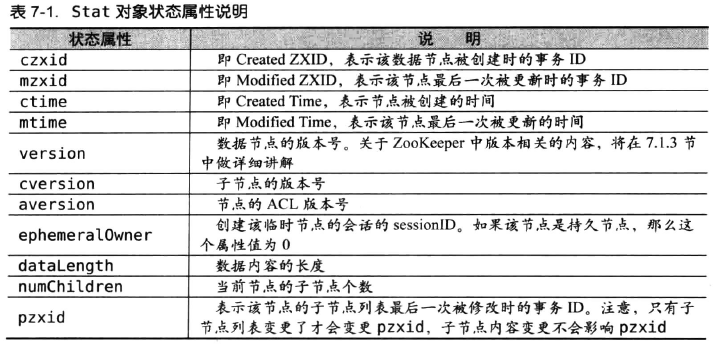 表 7-1. Stat 对象状态属性说明
状态属性 说 明
czxid 即 Created ZXID，表示该数据节点被创建时的事务 ID
mzxid 即 Modified ZXID，表示该节点最后一次被更新时的事务 ID
ctime 即 Created Time，表示节点被创建的时间
mtime 即 Modified Time，表示该节点最后一次被更新的时间
version 数据节点的版本号。关于 ZooKeeper 中版本相关的内容，将在 7.1.3 节
中做详细讲解
cversion 子节点的版本号
aversion 节点的 ACL 版本号
ephemeralOwner 创建该临时节点的会话的 sessionID。如果该节点是持久节点，那么这
个属性值为 0
dataLength 数据内容的长度
numChildren 当前节点的子节点个数
pzxid 表示该节点的子节点列表最后一次被修改时的事务 ID。注意，只有子
节点列表变更了才会变更 pzxid，子节点内容变更不会影响 pzxid